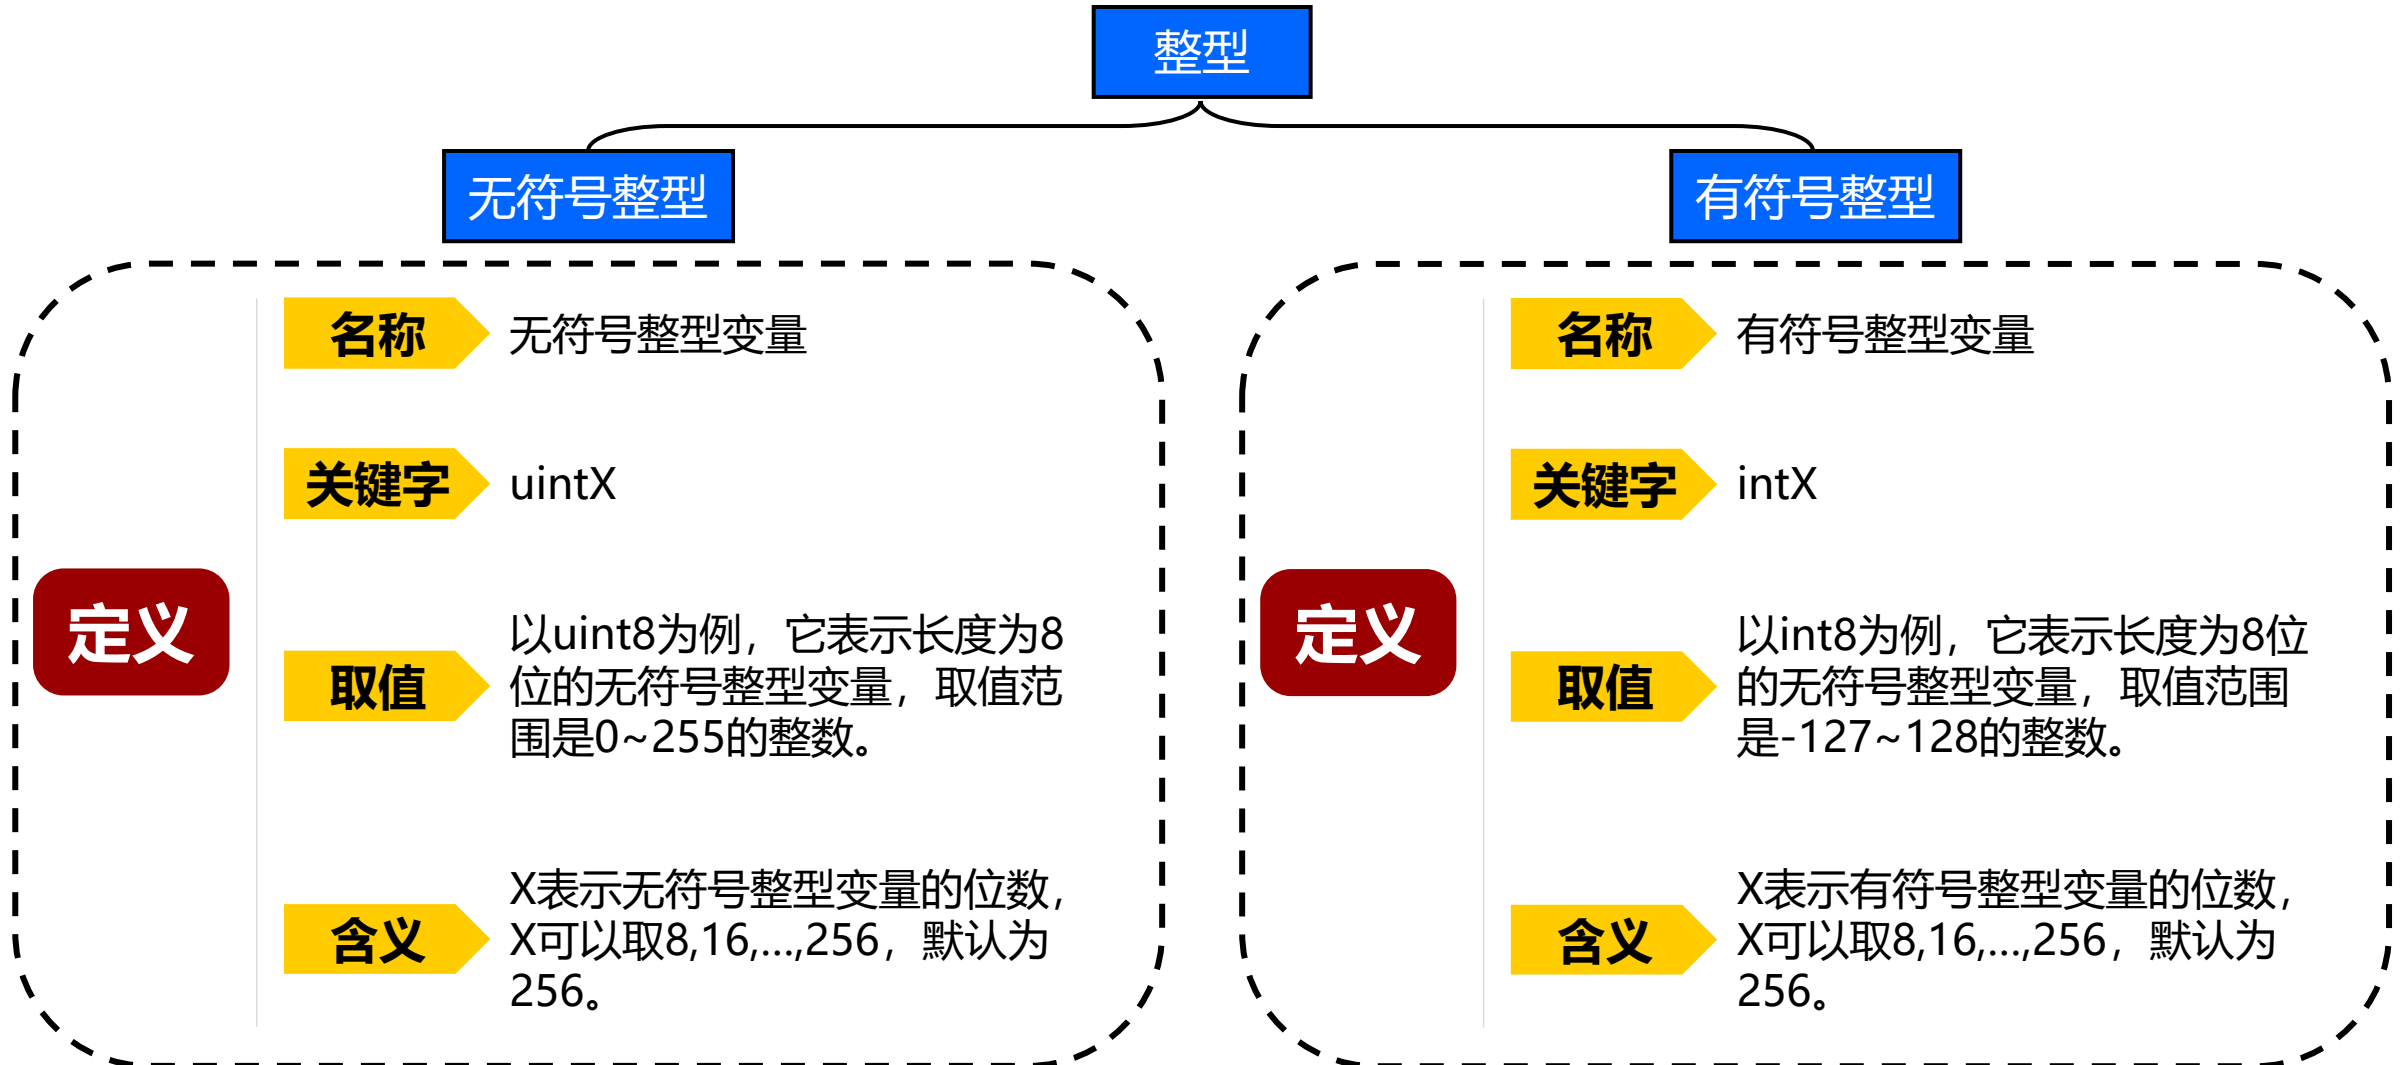 整型
无符号整型
有符号整型
定义
名称
无符号整型变量
关键字
uintX
取值
以uint8为例，它表示长度为8
位的无符号整型变量，取值范
围是0~255的整数。
含义
X表示无符号整型变量的位数，
X可以取8,16,...,256，默认为
256。
定义
名称
有符号整型变量
关键字
intX
取值
以int8为例，它表示长度为8位
的无符号整型变量，取值范围
是-127~128的整数。
含义
X表示有符号整型变量的位数，
X可以取8,16,...,256，默认为
256。